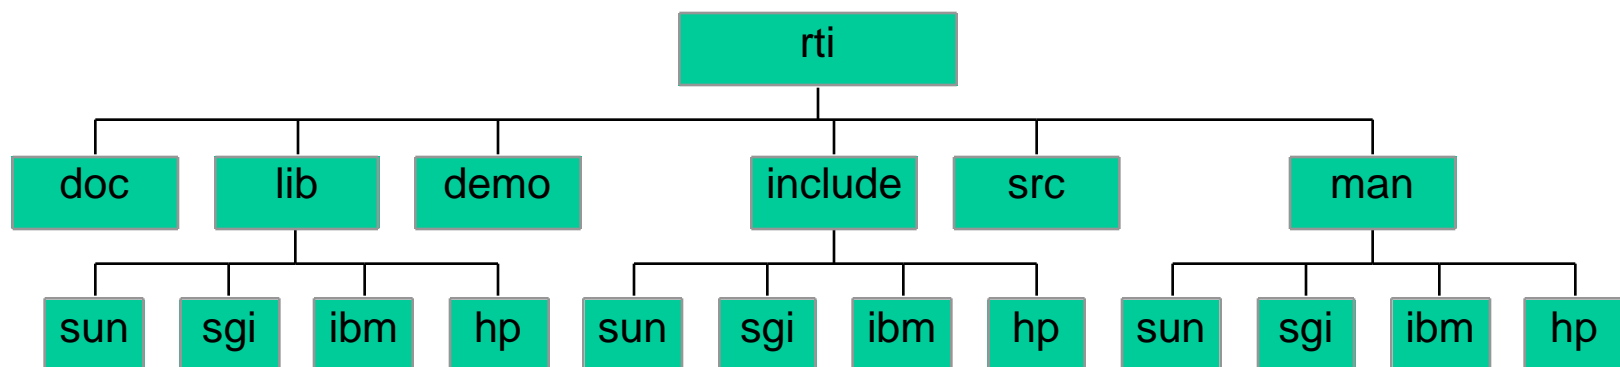 rti
doc lib demo include src man
sun sgi ibm hp sun sgi ibm hp sun sgi ibm hp